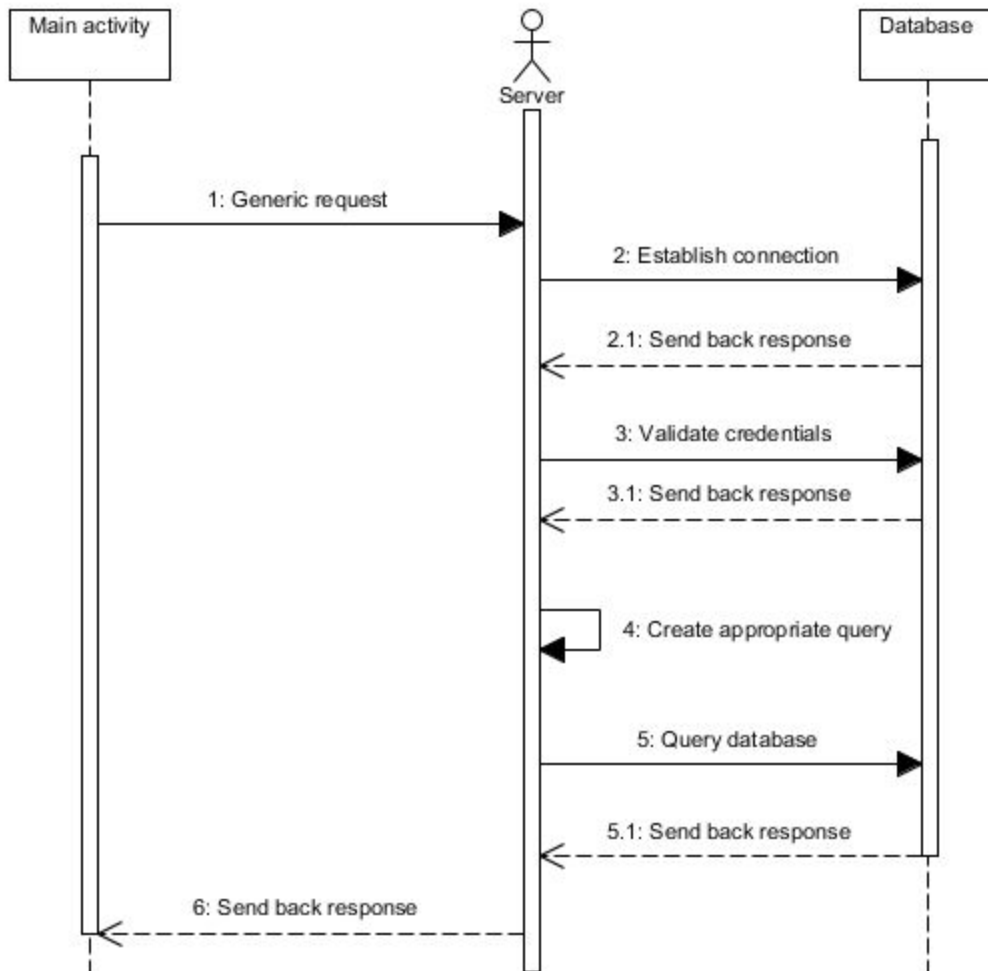 Main activity
Server
Database
1: Generic request
2: Establish connection
2.1: Send back response
3: Validate credentials
3.1: Send back response
4: Create appropriate query
5: Query database
5.1: Send back response
6: Send back response